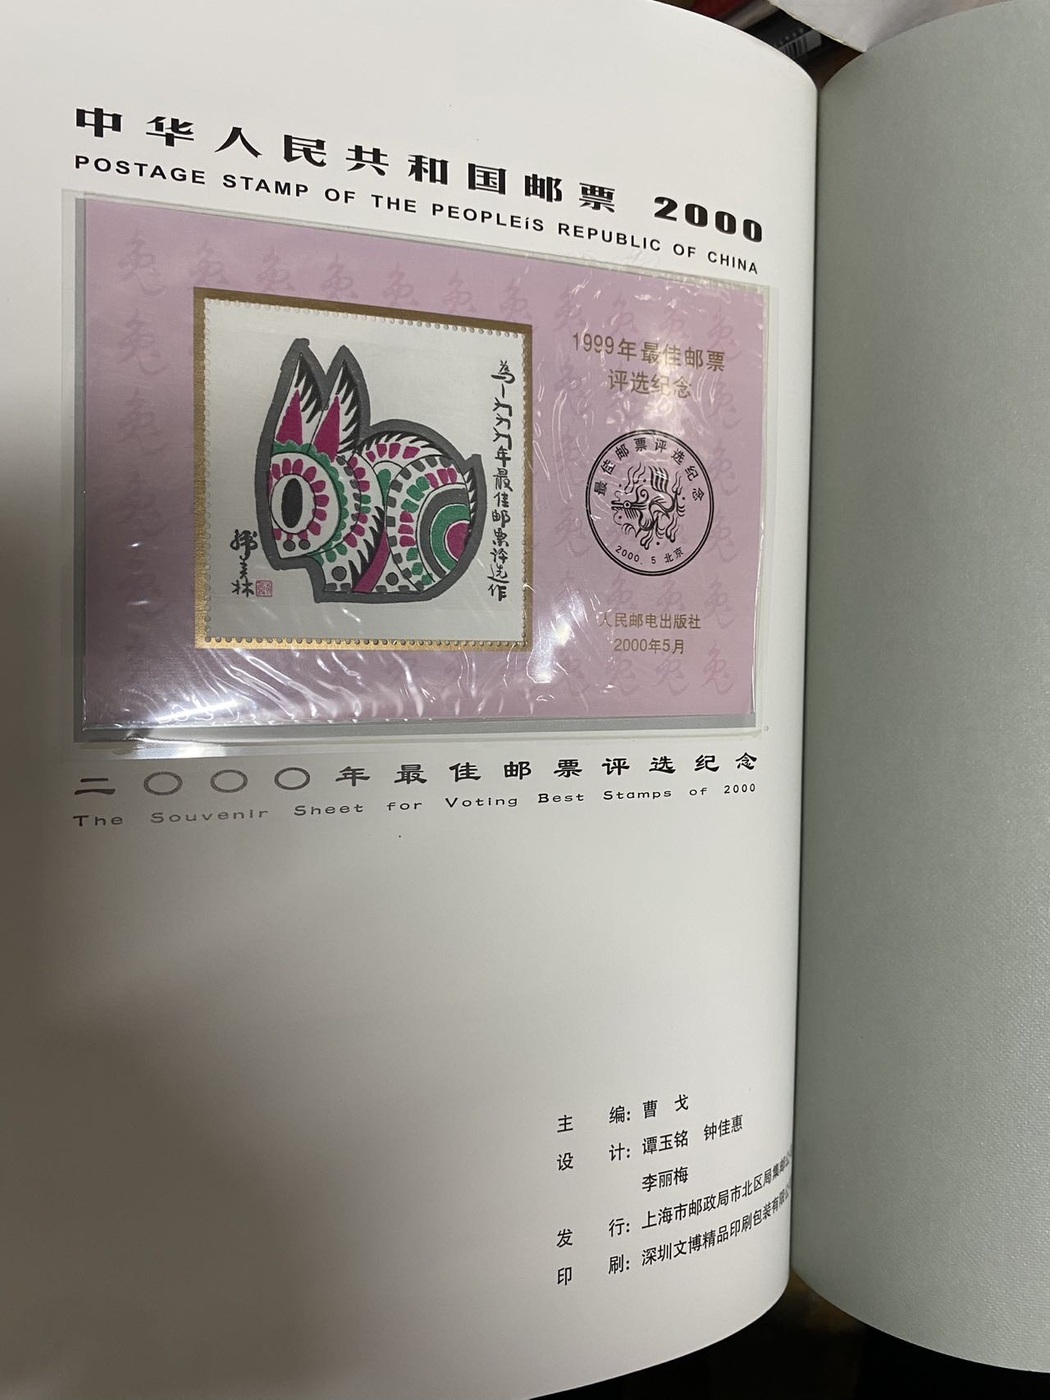 中华人民共和国邮票 2000
POSTAGE STAMP OF THE PEOPLEíS REPUBLIC OF CHINA
1999年最佳邮票
评选纪念
為一九九九年最佳邮票评选作
韩美林
最佳邮票评选纪念
2000.5 北京
人民邮电出版社
2000年5月
二〇〇〇年最佳邮票评选纪念
The Souvenir Sheet for Voting Best Stamps of 2000
主 编: 曹 戈
设 计: 谭玉铭 钟佳惠
李丽梅
发 行: 上海市邮政局市北区局集邮公
印 刷: 深圳文博精品印刷包装有限公